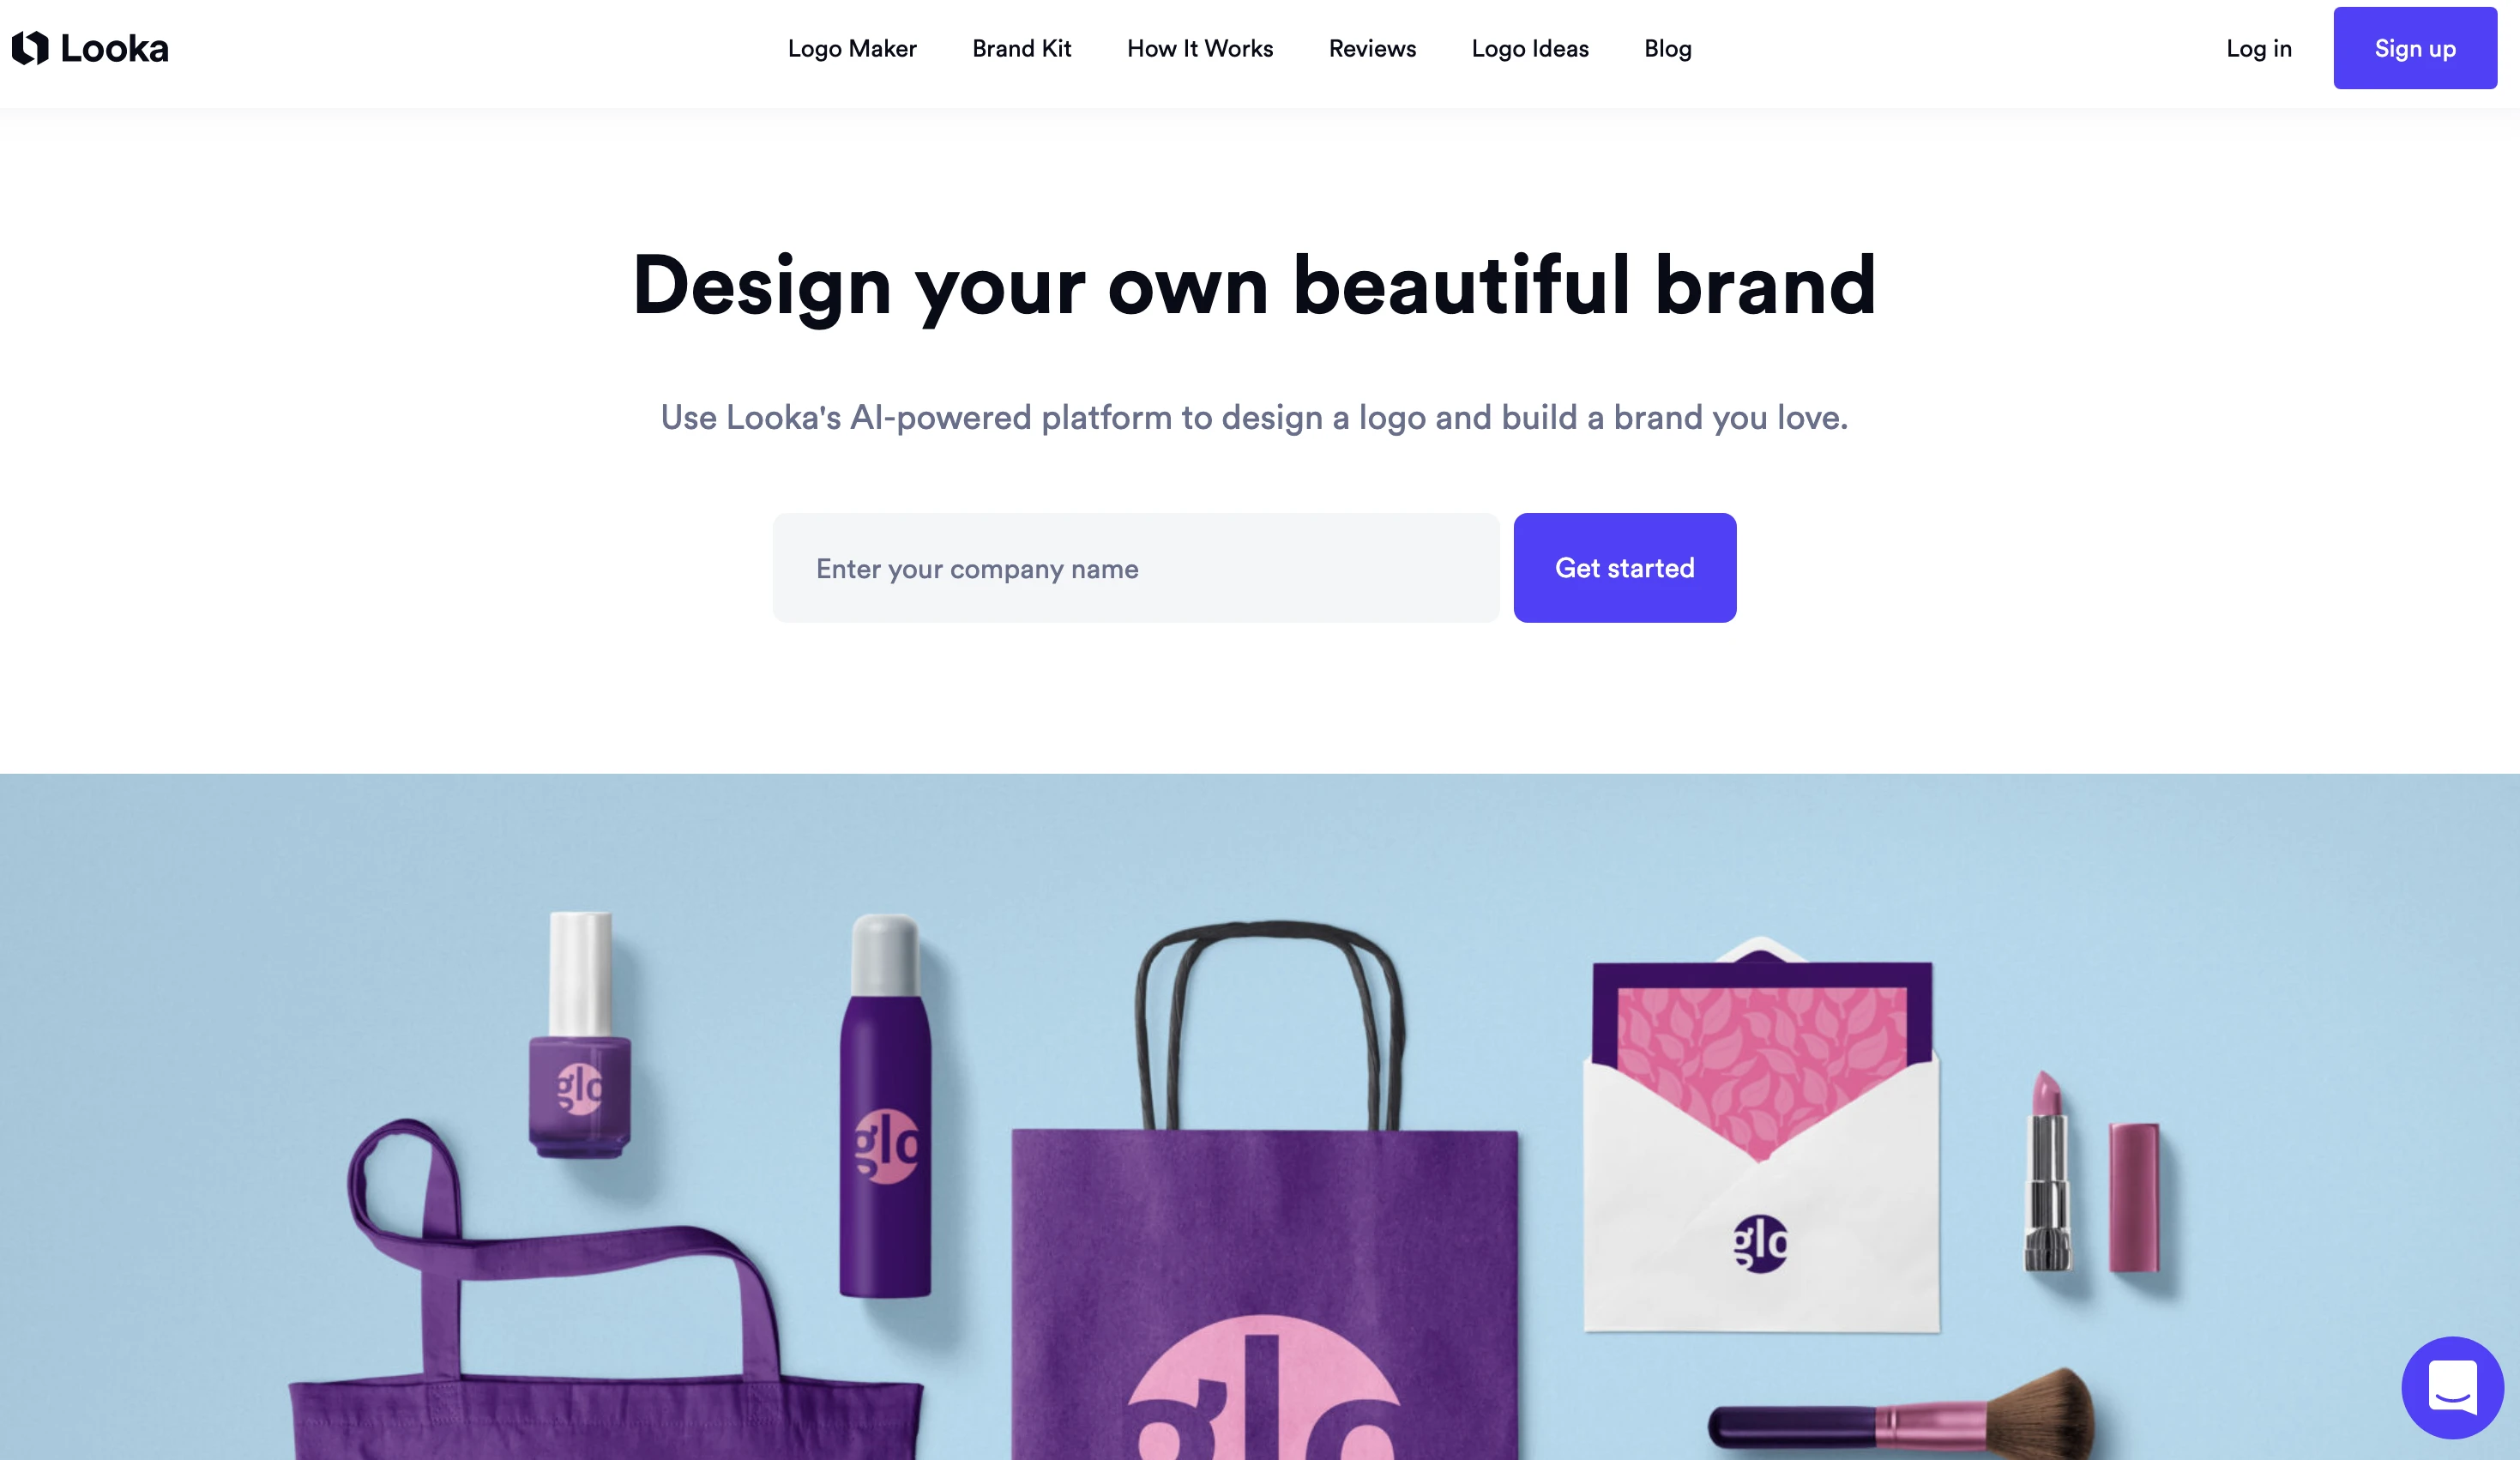 Looka
Logo Maker
Brand Kit
How It Works
Reviews
Logo Ideas
Blog
Log in
Sign up
Design your own beautiful brand
Use Looka's AI-powered platform to design a logo and build a brand you love.
Enter your company name
Get started
glo
glo
glo
glo